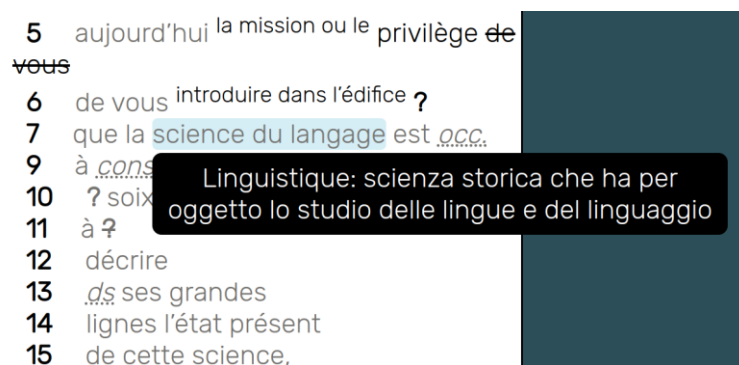 5 aujourd’hui la mission ou le privilège de
vous
6 de vous introduire dans l’édifice ?
7 que la science du langage est occ.
9 à cons
Linguistique: scienza storica che ha per
oggetto lo studio delle lingue e del linguaggio
10 ? soix
11 à ?
12 décrire
13 ds ses grandes
14 lignes l’état présent
15 de cette science,